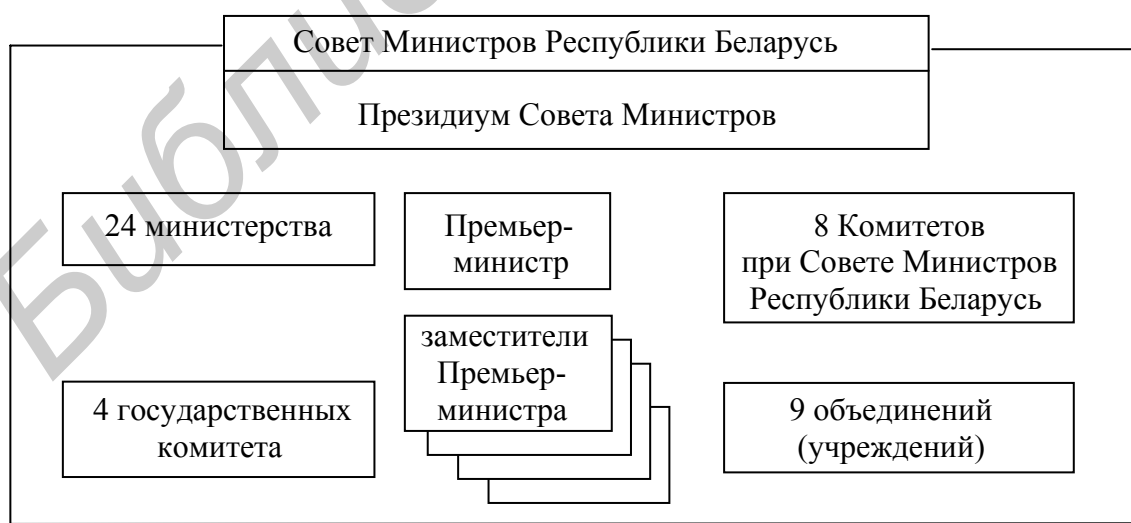 Совет Министров Республики Беларусь
Президиум Совета Министров
24 министерства
Премьер-
министр
8 Комитетов
при Совете Министров
Республики Беларусь
4 государственных
комитета
заместители
Премьер-
министра
9 объединений
(учреждений)